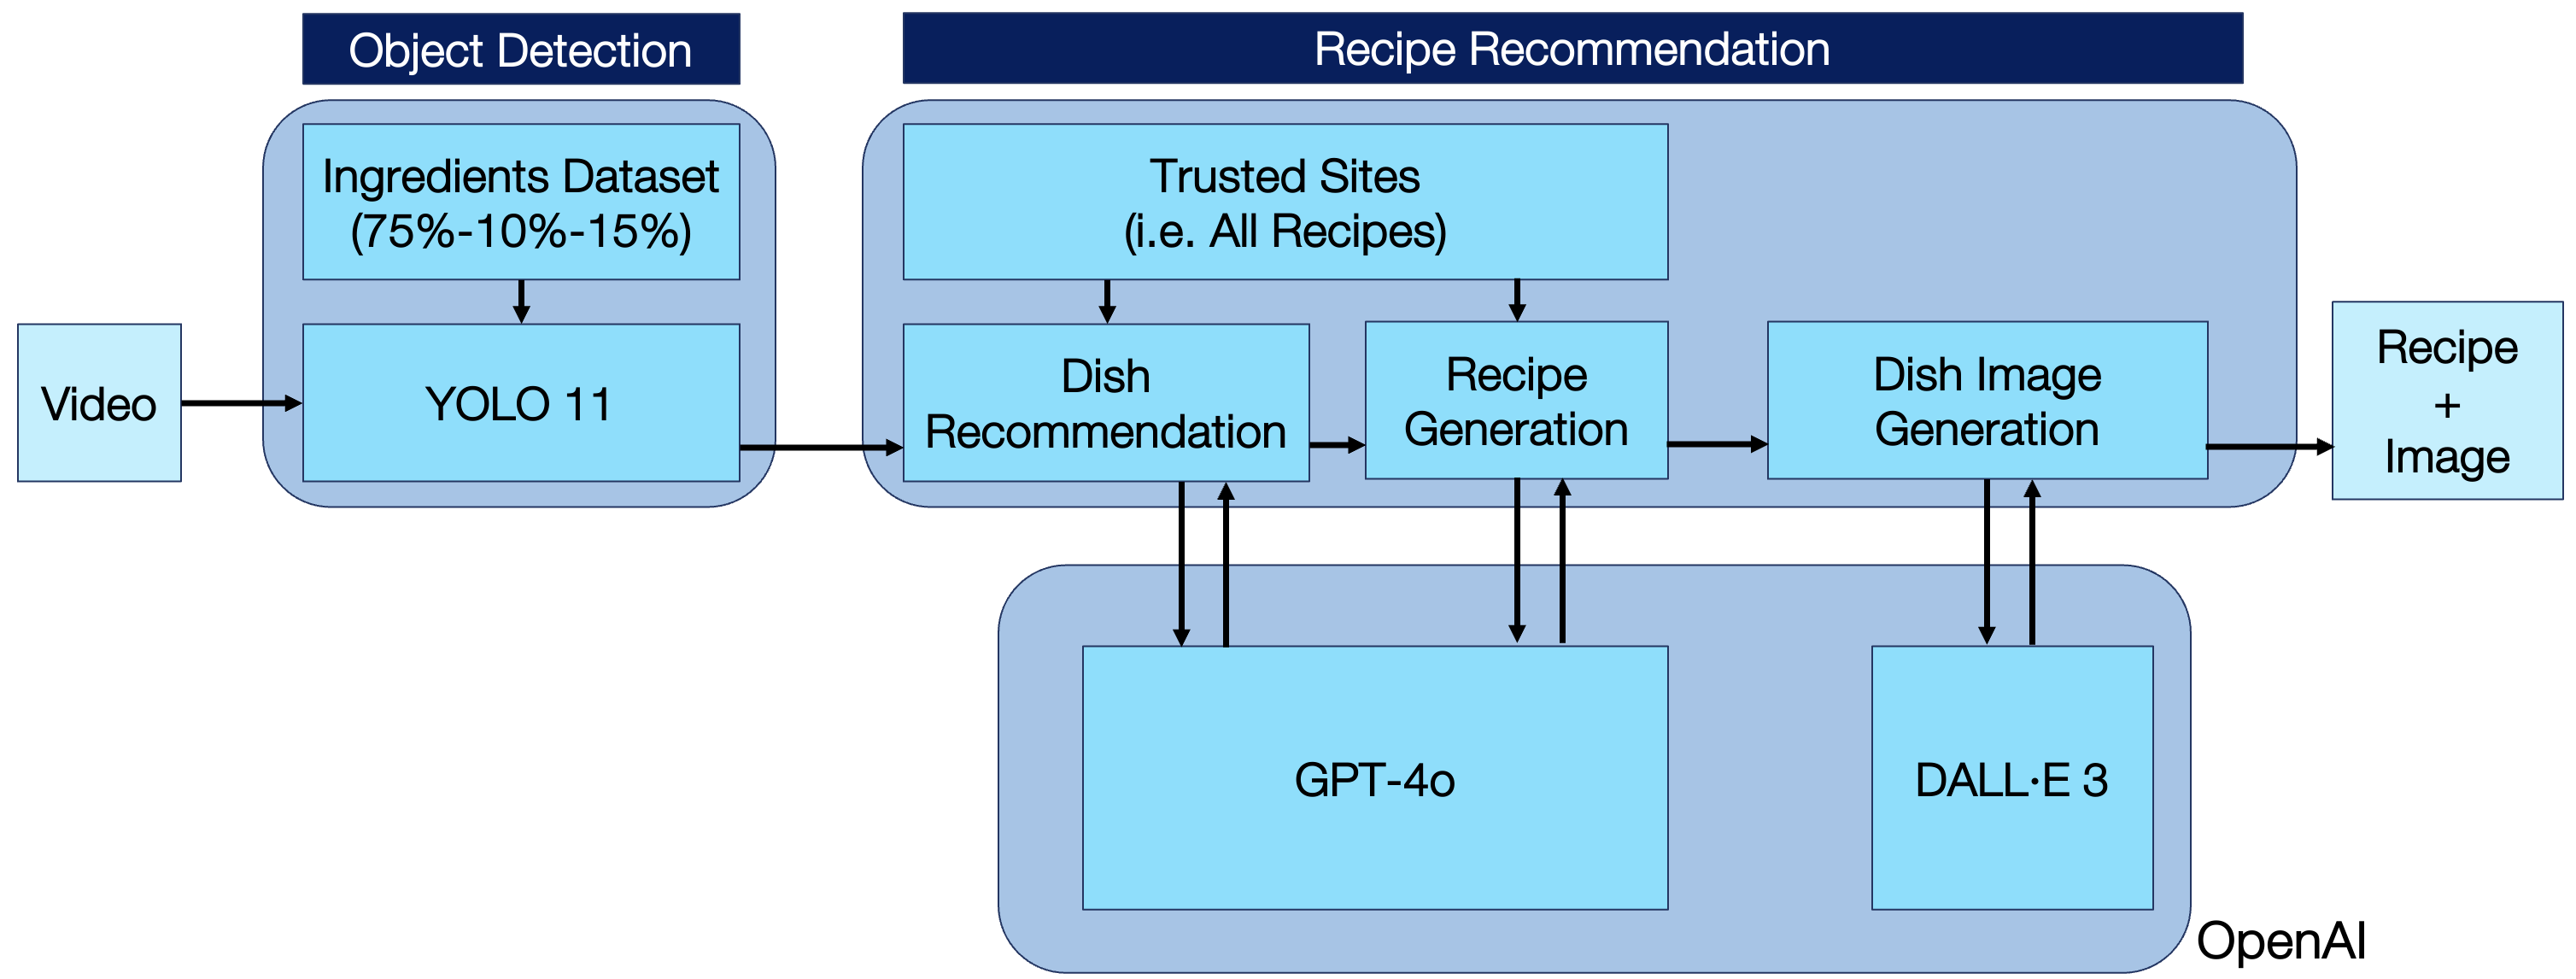 Object Detection
Recipe Recommendation
Ingredients Dataset
(75%-10%-15%)
Trusted Sites
(i.e. All Recipes)
Video
YOLO 11
Dish
Recommendation
Recipe
Generation
Dish Image
Generation
Recipe
+
Image
GPT-4o
DALL·E 3
OpenAI